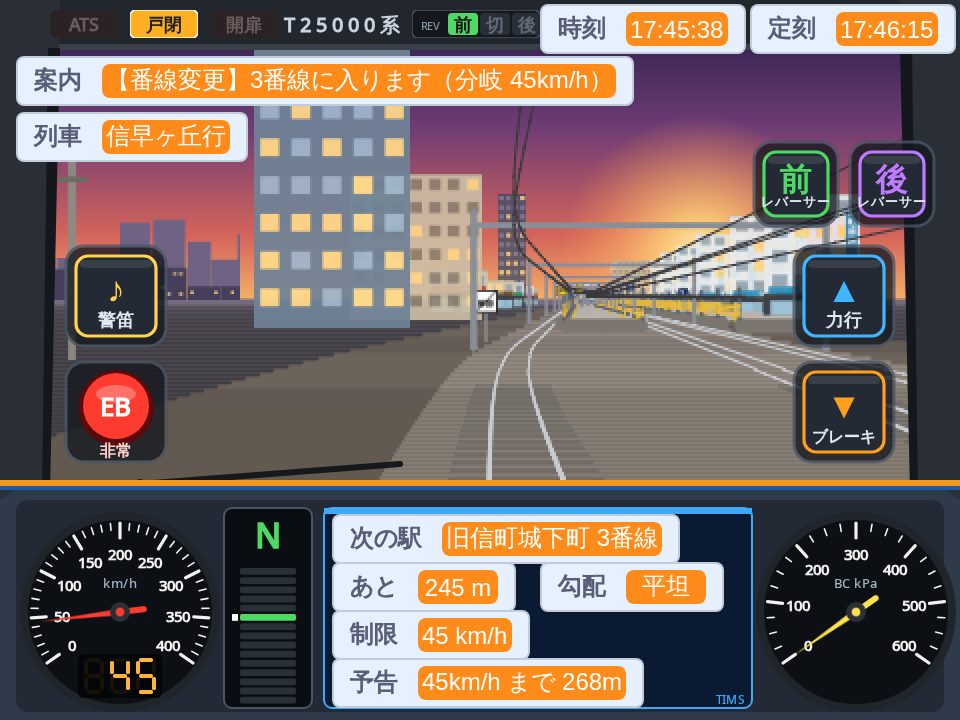 ATS 戸閉 開扉 T25000系 REV 前 切 後 時刻 17:45:38 定刻 17:46:15
案内 【番線変更】3番線に入ります（分岐 45km/h）
列車 信早ヶ丘行
前 レバーサー 後 レバーサー
♪ 警笛
▲ 力行
EB 非常
▼ ブレーキ
0 50 100 150 200 250 300 350 400 km/h
45
N
次の駅 旧信町城下町 3番線
あと 245 m 勾配 平坦
制限 45 km/h
予告 45km/h まで 268m
TIMS
0 100 200 300 400 500 600 BC kPa